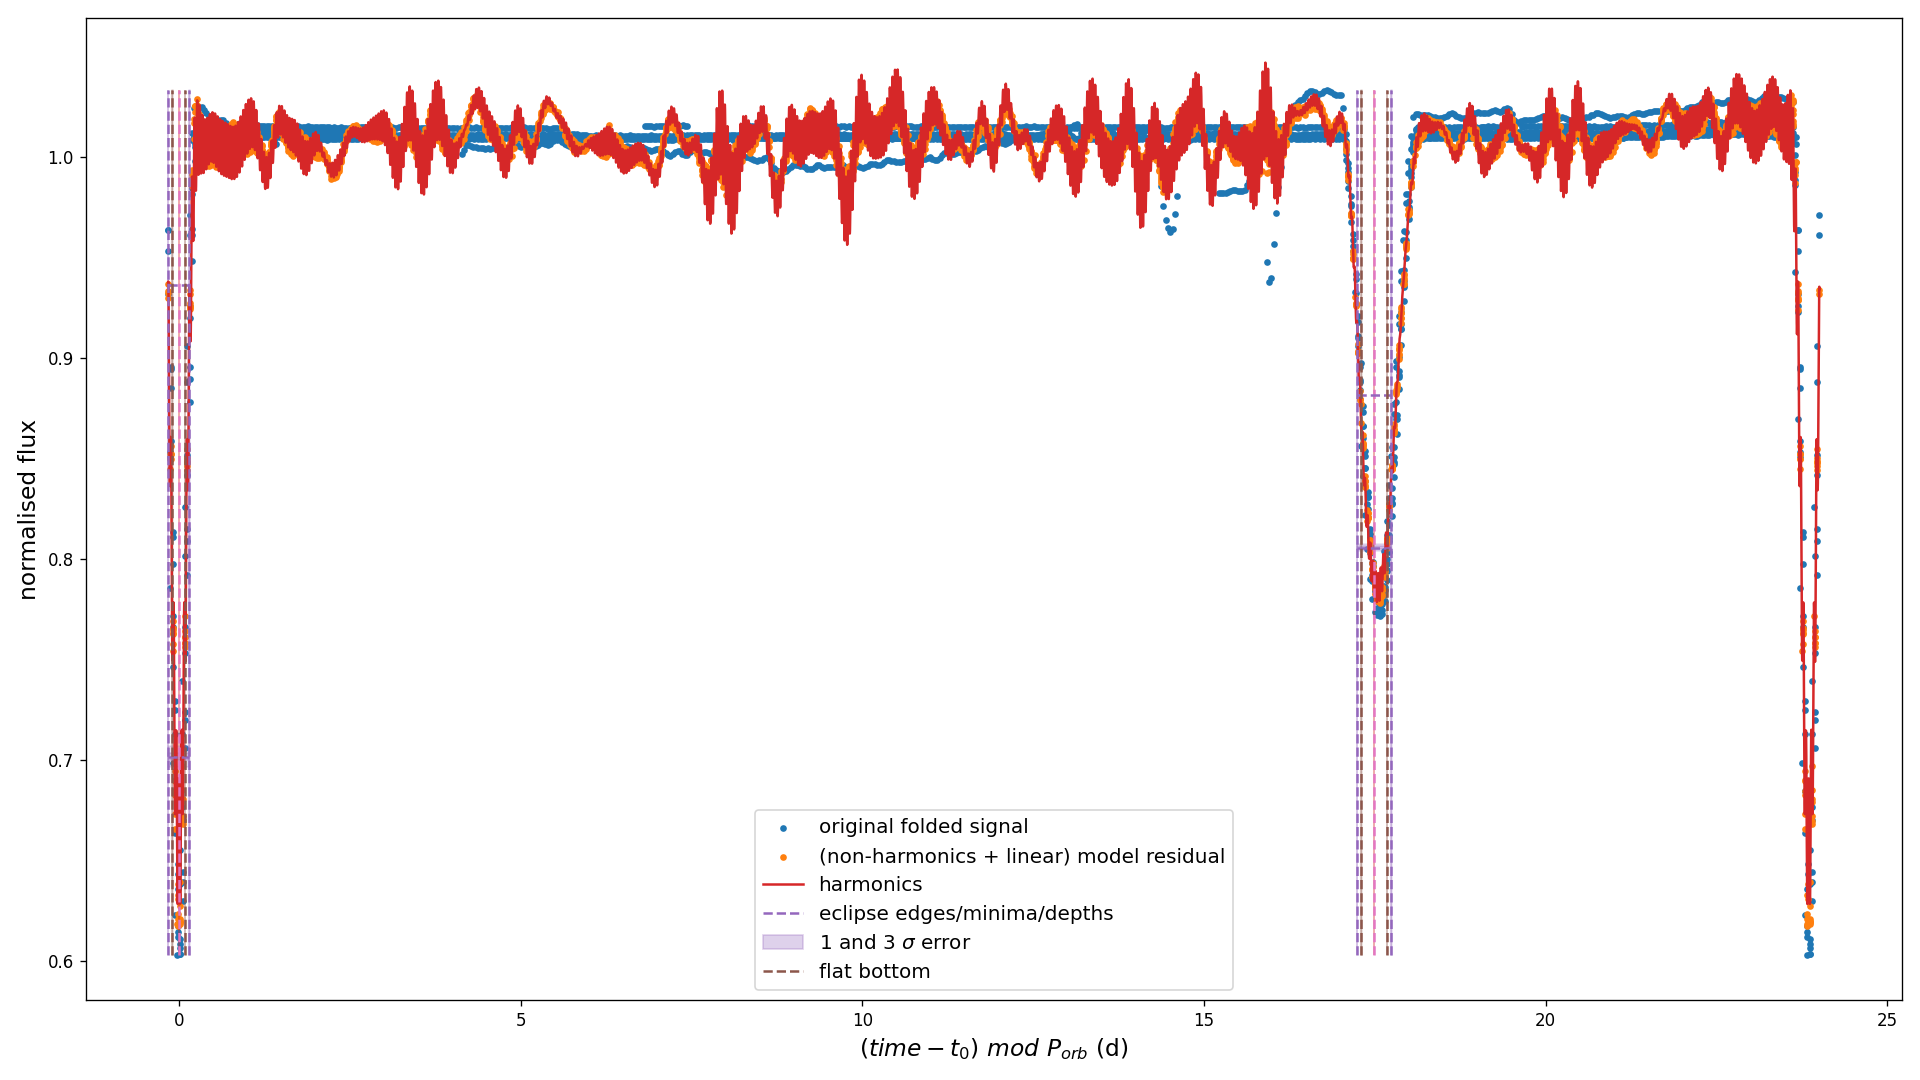 normalised flux
1.0
0.9
0.8
0.7
0.6
original folded signal
(non-harmonics + linear) model residual
harmonics
eclipse edges/minima/depths
1 and 3 σ error
flat bottom
0 5 10 15 20 25
(time − t₀) mod Pₒᵣb (d)